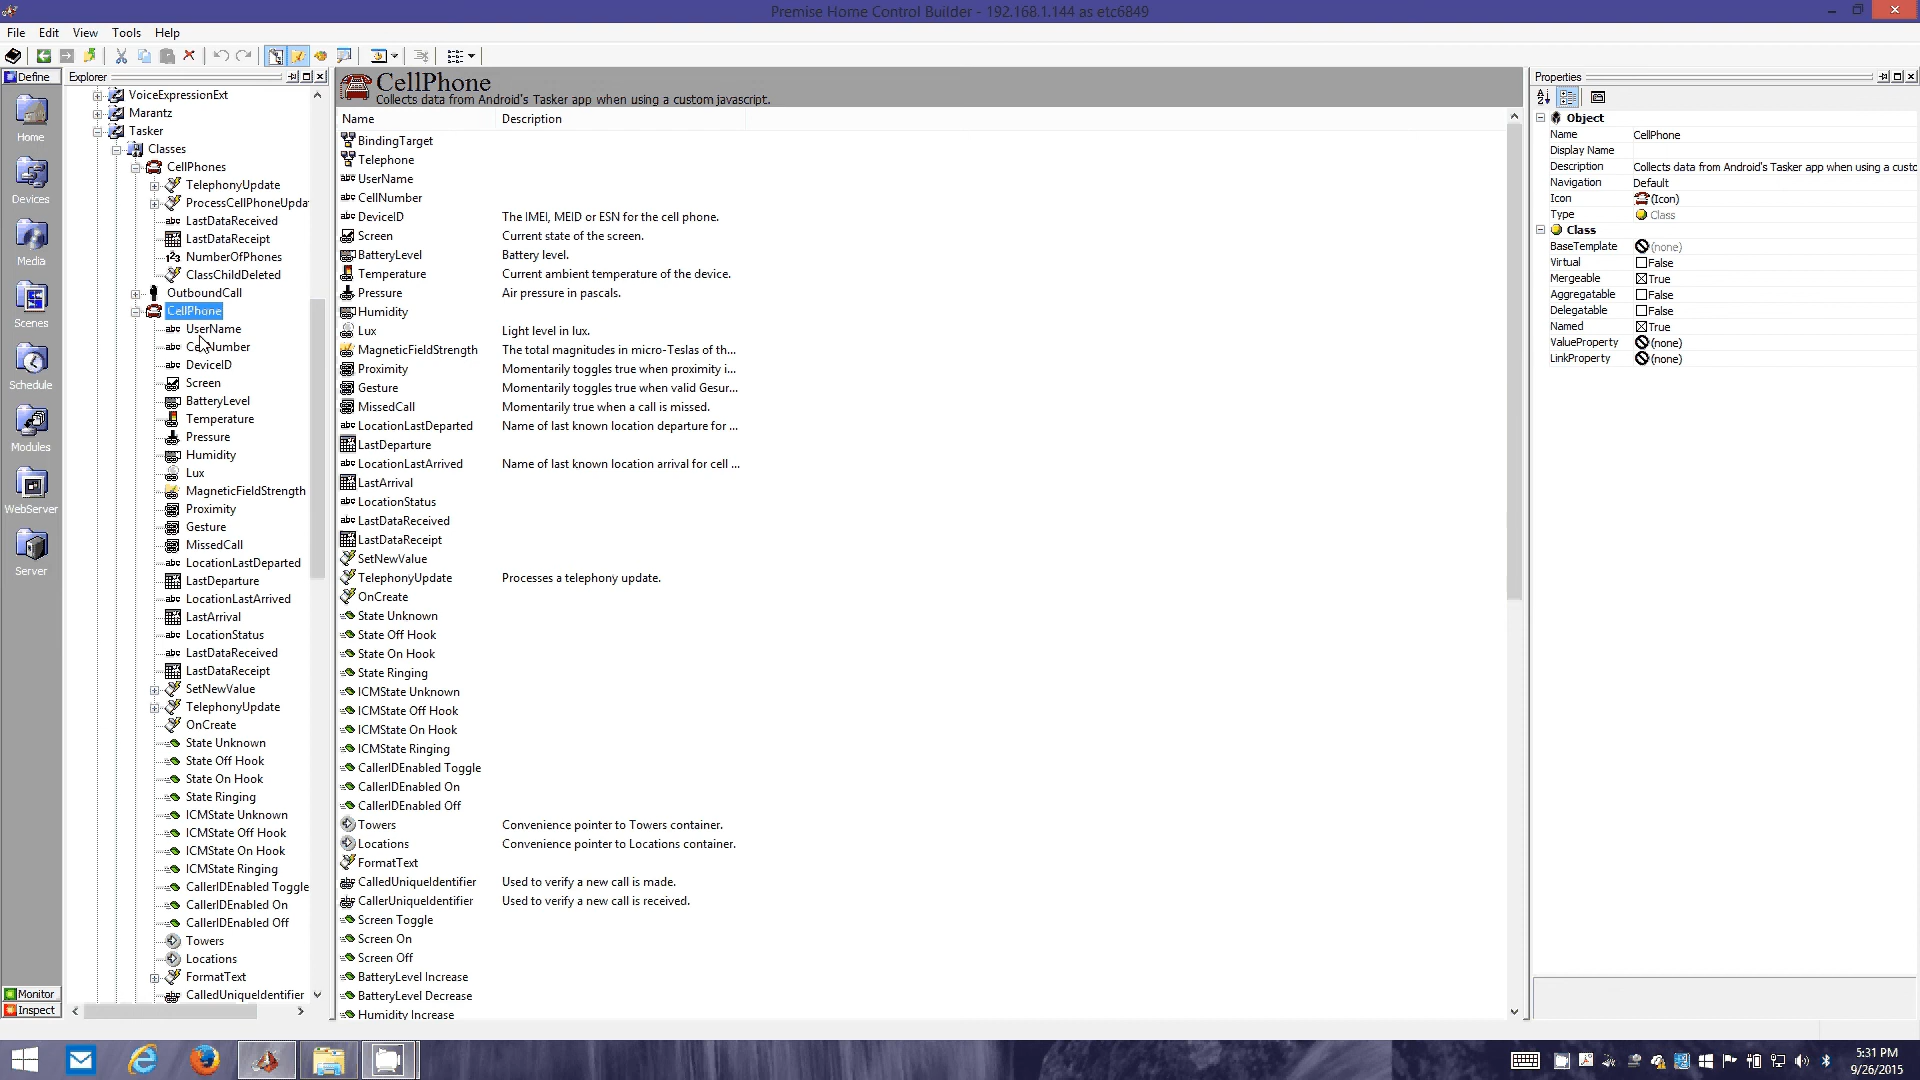 Premise Home Control Builder - 192.168.1.144 as etc6849
File Edit View Tools Help
Define
Home
Devices
Media
Scenes
Schedule
Modules
WebServer
Server
Monitor
Inspect
Explorer
VoiceExpressionExt
Marantz
Tasker
Classes
CellPhones
TelephonyUpdate
ProcessCellPhoneUpda
LastDataReceived
LastDataReceipt
NumberOfPhones
ClassChildDeleted
OutboundCall
CellPhone
UserName
CellNumber
DeviceID
Screen
BatteryLevel
Temperature
Pressure
Humidity
Lux
MagneticFieldStrength
Proximity
Gesture
MissedCall
LocationLastDeparted
LastDeparture
LocationLastArrived
LastArrival
LocationStatus
LastDataReceived
LastDataReceipt
SetNewValue
TelephonyUpdate
OnCreate
State Unknown
State Off Hook
State On Hook
State Ringing
ICMState Unknown
ICMState Off Hook
ICMState On Hook
ICMState Ringing
CallerIDEnabled Toggle
CallerIDEnabled On
CallerIDEnabled Off
Towers
Locations
FormatText
CalledUniqueIdentifier
CellPhone
Collects data from Android's Tasker app when using a custom javascript.
Name Description
BindingTarget
Telephone
UserName
CellNumber
DeviceID The IMEI, MEID or ESN for the cell phone.
Screen Current state of the screen.
BatteryLevel Battery level.
Temperature Current ambient temperature of the device.
Pressure Air pressure in pascals.
Humidity
Lux Light level in lux.
MagneticFieldStrength The total magnitudes in micro-Teslas of th...
Proximity Momentarily toggles true when proximity i...
Gesture Momentarily toggles true when valid Gesur...
MissedCall Momentarily true when a call is missed.
LocationLastDeparted Name of last known location departure for ...
LastDeparture
LocationLastArrived Name of last known location arrival for cell ...
LastArrival
LocationStatus
LastDataReceived
LastDataReceipt
SetNewValue
TelephonyUpdate Processes a telephony update.
OnCreate
State Unknown
State Off Hook
State On Hook
State Ringing
ICMState Unknown
ICMState Off Hook
ICMState On Hook
ICMState Ringing
CallerIDEnabled Toggle
CallerIDEnabled On
CallerIDEnabled Off
Towers Convenience pointer to Towers container.
Locations Convenience pointer to Locations container.
FormatText
CalledUniqueIdentifier Used to verify a new call is made.
CallerUniqueIdentifier Used to verify a new call is received.
Screen Toggle
Screen On
Screen Off
BatteryLevel Increase
BatteryLevel Decrease
Humidity Increase
Properties
Object
Name CellPhone
Display Name
Description Collects data from Android's Tasker app when using a custo
Navigation Default
Icon (Icon)
Type Class
Class
BaseTemplate (none)
Virtual False
Mergeable True
Aggregatable False
Delegatable False
Named True
ValueProperty (none)
LinkProperty (none)
5:31 PM
9/26/2015